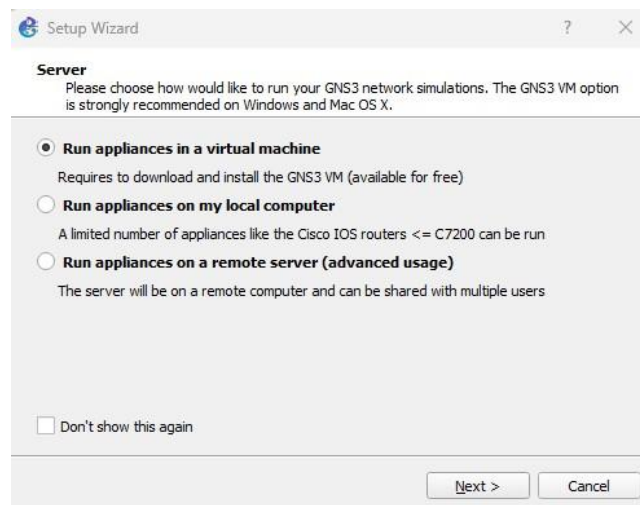 Setup Wizard
?
Server
Please choose how would like to run your GNS3 network simulations. The GNS3 VM option
is strongly recommended on Windows and Mac OS X.
Run appliances in a virtual machine
Requires to download and install the GNS3 VM (available for free)
Run appliances on my local computer
A limited number of appliances like the Cisco IOS routers <= C7200 can be run
Run appliances on a remote server (advanced usage)
The server will be on a remote computer and can be shared with multiple users
Don't show this again
Next >
Cancel